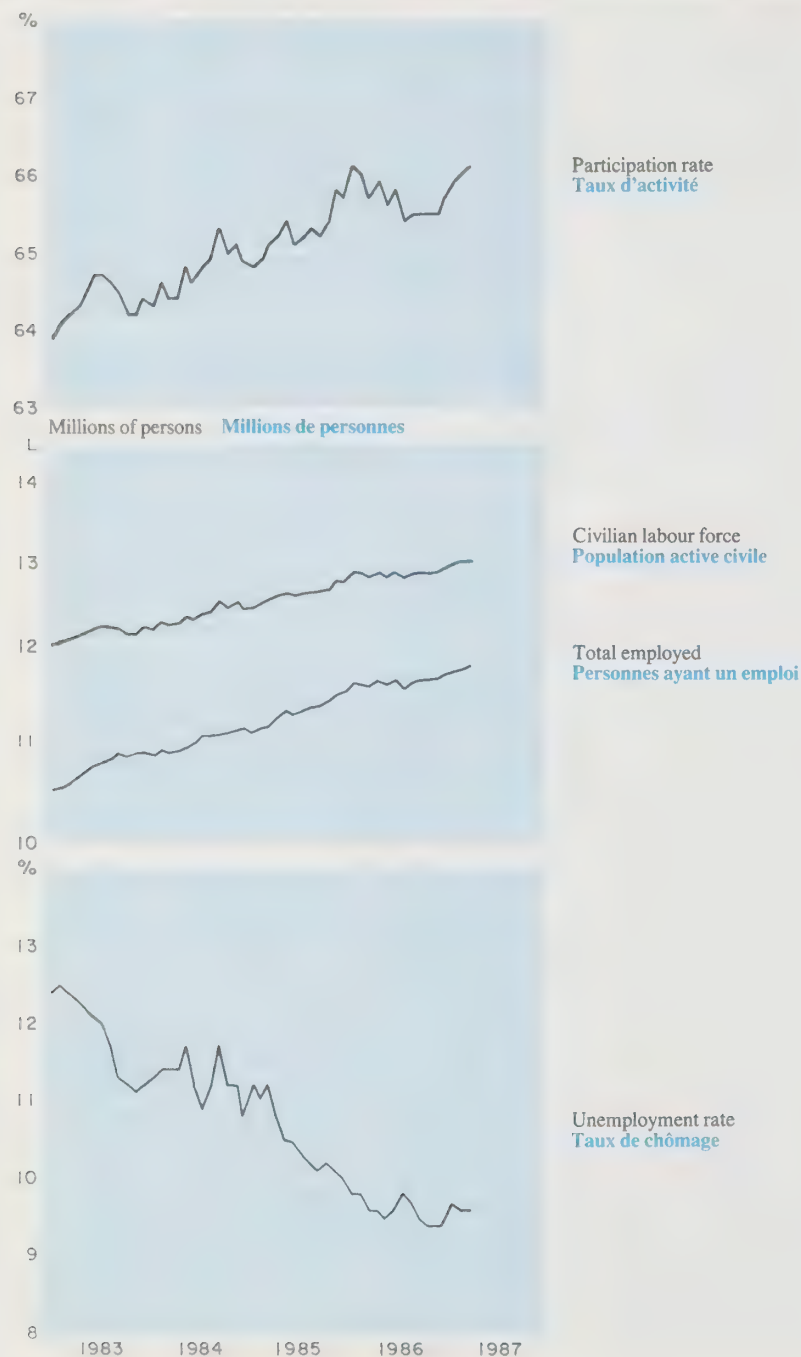 %
67
66
65
64
63
Participation rate
Taux d'activité
Millions of persons Millions de personnes
L
14
13
12
11
10
Civilian labour force
Population active civile
Total employed
Personnes ayant un emploi
%
13
12
11
10
9
8
Unemployment rate
Taux de chômage
1983 1984 1985 1986 1987